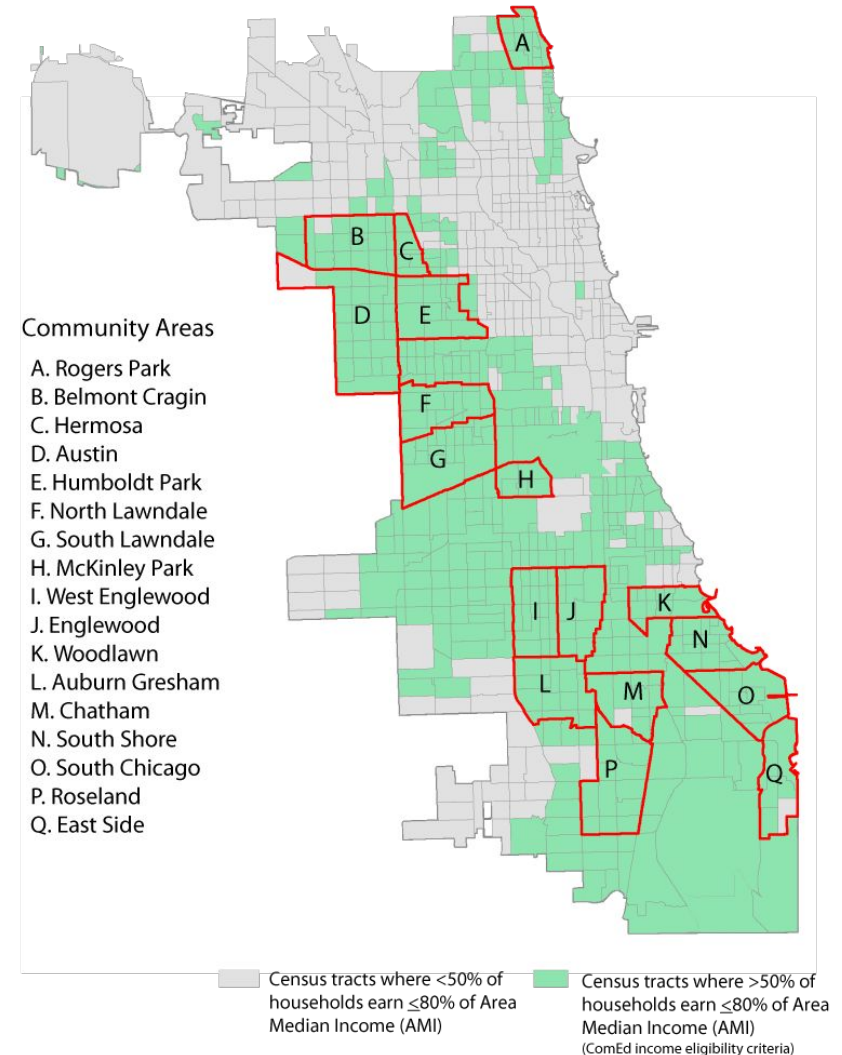 A
B
C
D
E
Community Areas
A. Rogers Park
B. Belmont Cragin
C. Hermosa
D. Austin
E. Humboldt Park
F. North Lawndale
G. South Lawndale
H. McKinley Park
I. West Englewood
J. Englewood
K. Woodlawn
L. Auburn Gresham
M. Chatham
N. South Shore
O. South Chicago
P. Roseland
Q. East Side
F
G
H
I
J
K
N
L
M
O
P
Q
Census tracts where <50% of
households earn ≤80% of Area
Median Income (AMI)
Census tracts where >50% of
households earn ≤80% of Area
Median Income (AMI)
(ComEd income eligibility criteria)